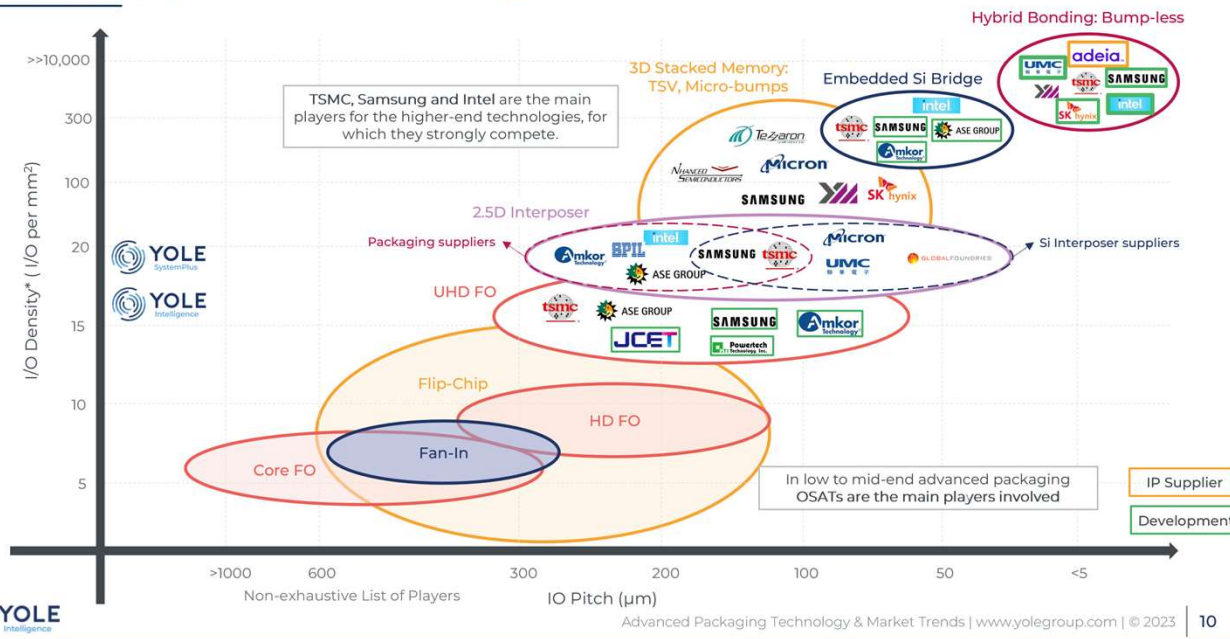 Hybrid Bonding: Bump-less
>>10,000
300
100
20
15
10
5
I/O Density* ( I/O per mm²)
TSMC, Samsung and Intel are the main
players for the higher-end technologies, for
which they strongly compete.
3D Stacked Memory:
TSV, Micro-bumps
Embedded Si Bridge
UMC
adeia
tsmc
SAMSUNG
SK hynix
intel
intel
tsmc
SAMSUNG
ASE GROUP
Amkor
Technology
Tezzaron
NHANCED
SEMICONDUCTORS
Micron
SAMSUNG
SK hynix
2.5D Interposer
Packaging suppliers
Si Interposer suppliers
Amkor
Technology
SPIL
intel
ASE GROUP
SAMSUNG
tsmc
Micron
UMC
GLOBALFOUNDRIES
YOLE
SystemPlus
YOLE
Intelligence
UHD FO
tsmc
ASE GROUP
SAMSUNG
Amkor
Technology
JCET
Powertech
Technology Inc.
Flip-Chip
HD FO
Fan-In
Core FO
In low to mid-end advanced packaging
OSATs are the main players involved
IP Supplier
Development
>1000
600
300
200
100
50
<5
Non-exhaustive List of Players
IO Pitch (µm)
YOLE
Intelligence
Advanced Packaging Technology & Market Trends | www.yolegroup.com | © 2023
10